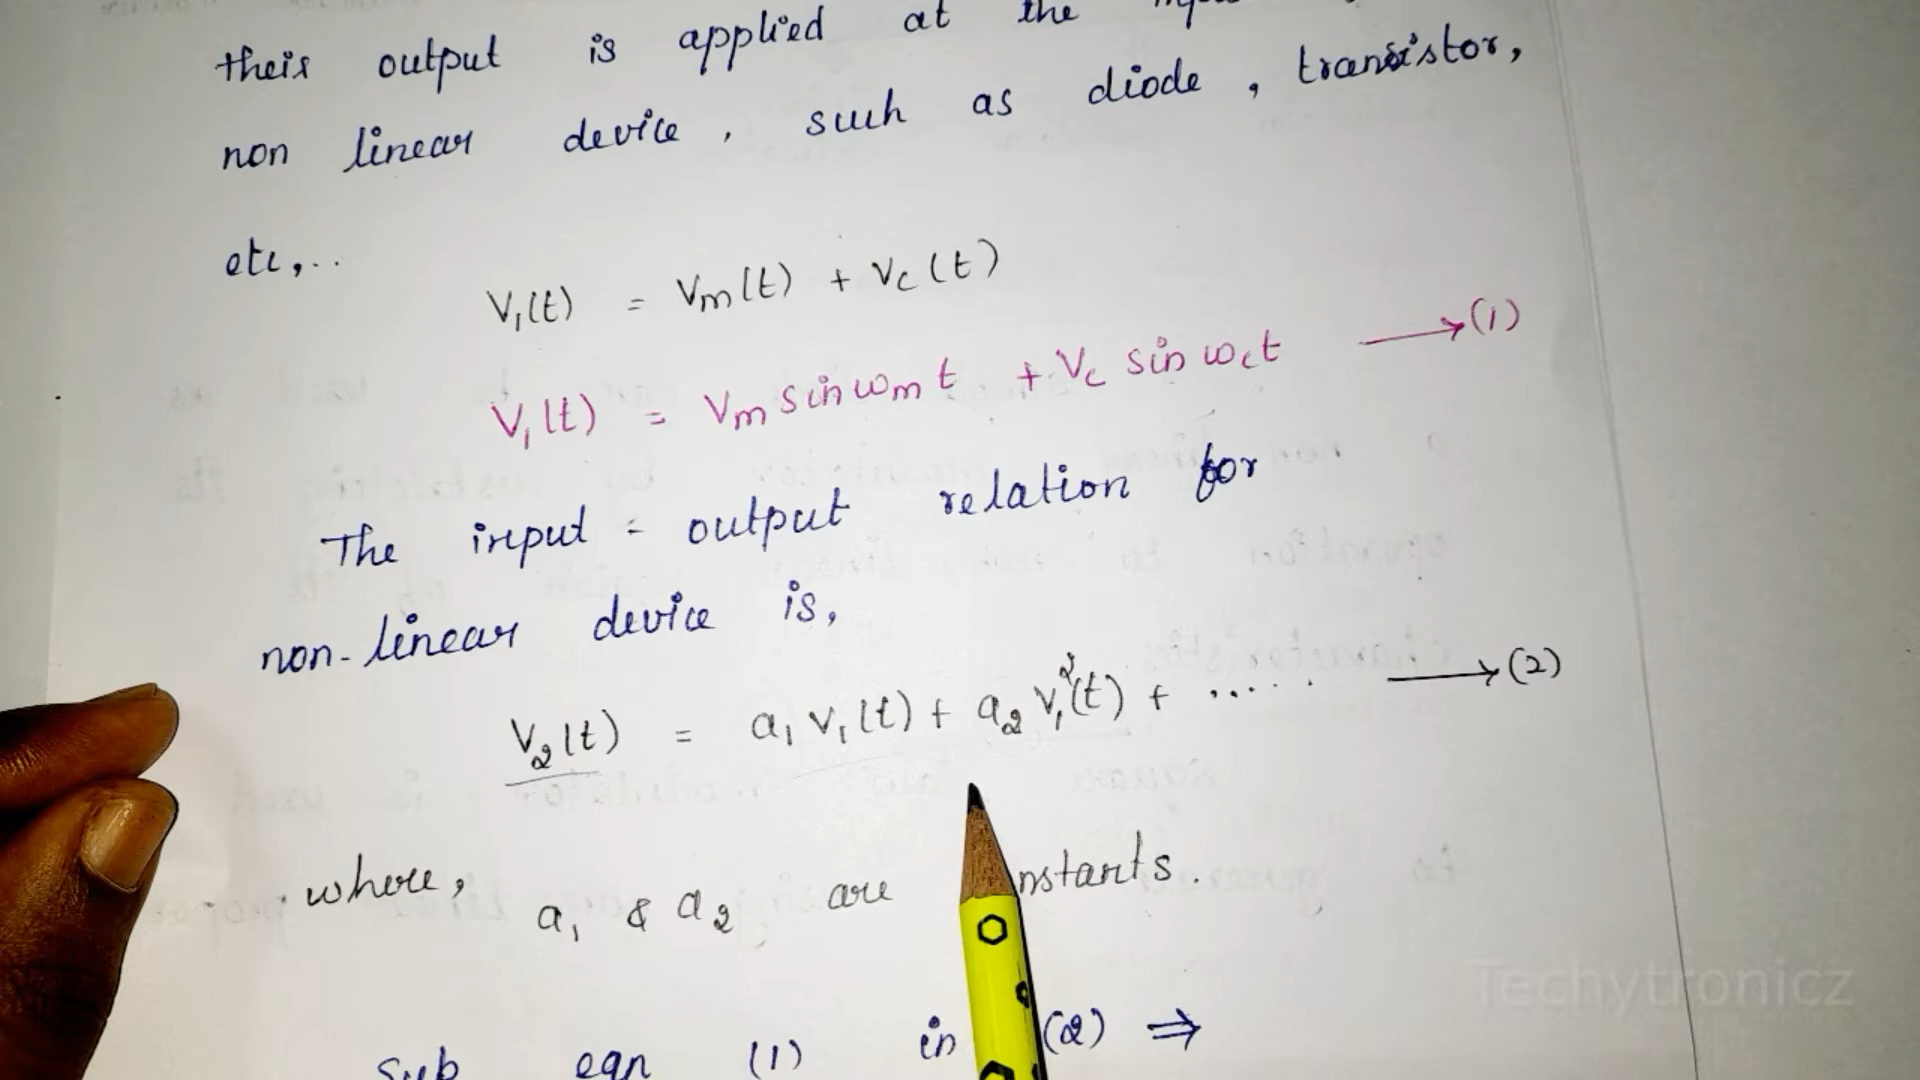 their output is applied at the
non linear device, such as diode, transistor,
etc,..
V₁(t) = Vm(t) + Vc(t)
V₁(t) = Vm sin ωm t + Vc sin ωc t ⟶ (1)
The input = output relation for
non-linear device is,
V₂(t) = a₁ V₁(t) + a₂ V₁²(t) + ...... ⟶ (2)
where, a₁ & a₂ are nstants.
Sub eqn (1) in (2) ⇒
Techytronicz